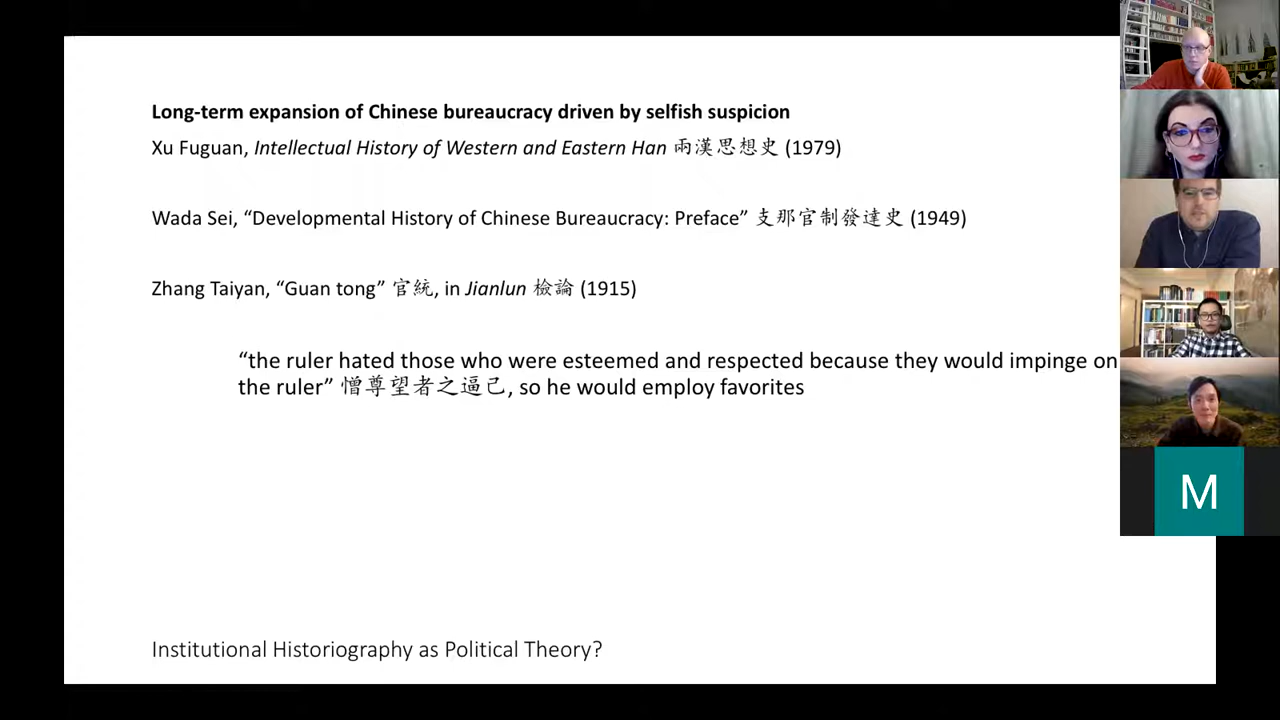 Long-term expansion of Chinese bureaucracy driven by selfish suspicion
Xu Fuguan, Intellectual History of Western and Eastern Han 兩漢思想史 (1979)
Wada Sei, “Developmental History of Chinese Bureaucracy: Preface” 支那官制發達史 (1949)
Zhang Taiyan, “Guan tong” 官統, in Jianlun 檢論 (1915)
“the ruler hated those who were esteemed and respected because they would impinge on
the ruler” 憎尊望者之逼己, so he would employ favorites
Institutional Historiography as Political Theory?
M